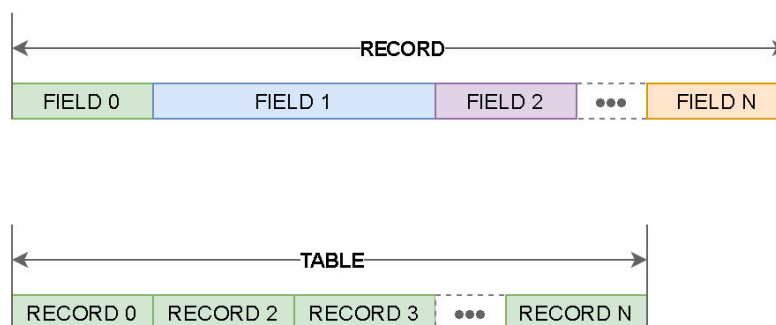 RECORD
FIELD 0 FIELD 1 FIELD 2 ●●● FIELD N
TABLE
RECORD 0 RECORD 2 RECORD 3 ●●● RECORD N